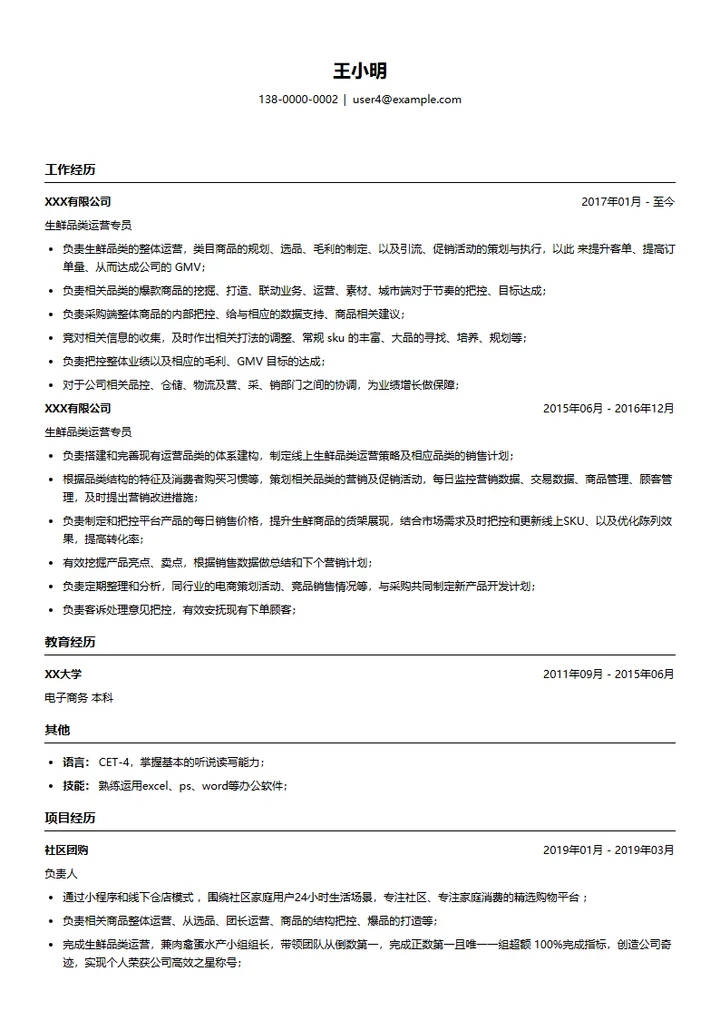 王小明
138-0000-0002 | user4@example.com
工作经历
XXX有限公司 2017年01月 - 至今
生鲜品类运营专员
• 负责生鲜品类的整体运营，类目商品的规划、选品、毛利的制定、以及引流、促销活动的策划与执行，以此 来提升客单、提高订
单量、从而达成公司的 GMV；
• 负责相关品类的爆款商品的挖掘、打造、联动业务、运营、素材、城市端对于节奏的把控、目标达成；
• 负责采购端整体商品的内部把控、给与相应的数据支持、商品相关建议；
• 竞对相关信息的收集，及时作出相关打法的调整、常规 sku 的丰富、大品的寻找、培养、规划等；
• 负责把控整体业绩以及相应的毛利、GMV 目标的达成；
• 对于公司相关品控、仓储、物流及营、采、销部门之间的协调，为业绩增长做保障；
XXX有限公司 2015年06月 - 2016年12月
生鲜品类运营专员
• 负责搭建和完善现有运营品类的体系建构，制定线上生鲜品类运营策略及相应品类的销售计划；
• 根据品类结构的特征及消费者购买习惯等，策划相关品类的营销及促销活动，每日监控营销数据、交易数据、商品管理、顾客管
理，及时提出营销改进措施；
• 负责制定和把控平台产品的每日销售价格，提升生鲜商品的货架展现，结合市场需求及时把控和更新线上SKU、以及优化陈列效
果，提高转化率；
• 有效挖掘产品亮点、卖点，根据销售数据做总结和下个营销计划；
• 负责定期整理和分析，同行业的电商策划活动、竞品销售情况等，与采购共同制定新产品开发计划；
• 负责客诉处理意见把控，有效安抚现有下单顾客；
教育经历
XX大学 2011年09月 - 2015年06月
电子商务 本科
其他
• 语言： CET-4，掌握基本的听说读写能力；
• 技能： 熟练运用excel、ps、word等办公软件；
项目经历
社区团购 2019年01月 - 2019年03月
负责人
• 通过小程序和线下仓店模式 ，围绕社区家庭用户24小时生活场景，专注社区、专注家庭消费的精选购物平台 ；
• 负责相关商品整体运营、从选品、团长运营、商品的结构把控、爆品的打造等；
• 完成生鲜品类运营，兼肉禽蛋水产小组组长，带领团队从倒数第一，完成正数第一且唯一一组超额 100%完成指标，创造公司奇
迹，实现个人荣获公司高效之星称号；